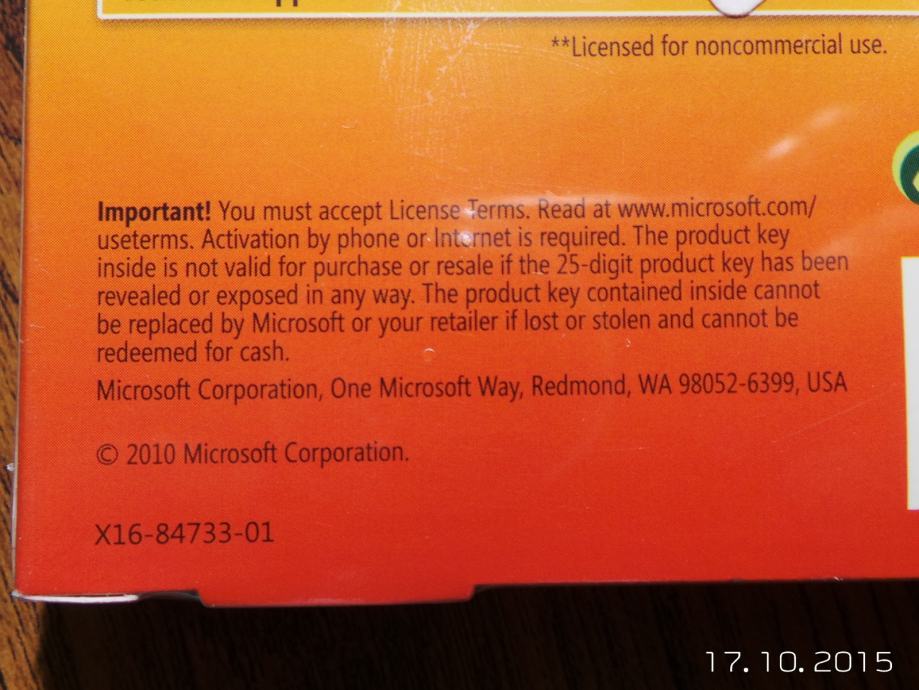 **Licensed for noncommercial use.
Important! You must accept License Terms. Read at www.microsoft.com/
useterms. Activation by phone or Internet is required. The product key
inside is not valid for purchase or resale if the 25-digit product key has been
revealed or exposed in any way. The product key contained inside cannot
be replaced by Microsoft or your retailer if lost or stolen and cannot be
redeemed for cash.
Microsoft Corporation, One Microsoft Way, Redmond, WA 98052-6399, USA
© 2010 Microsoft Corporation.
X16-84733-01
17.10.2015